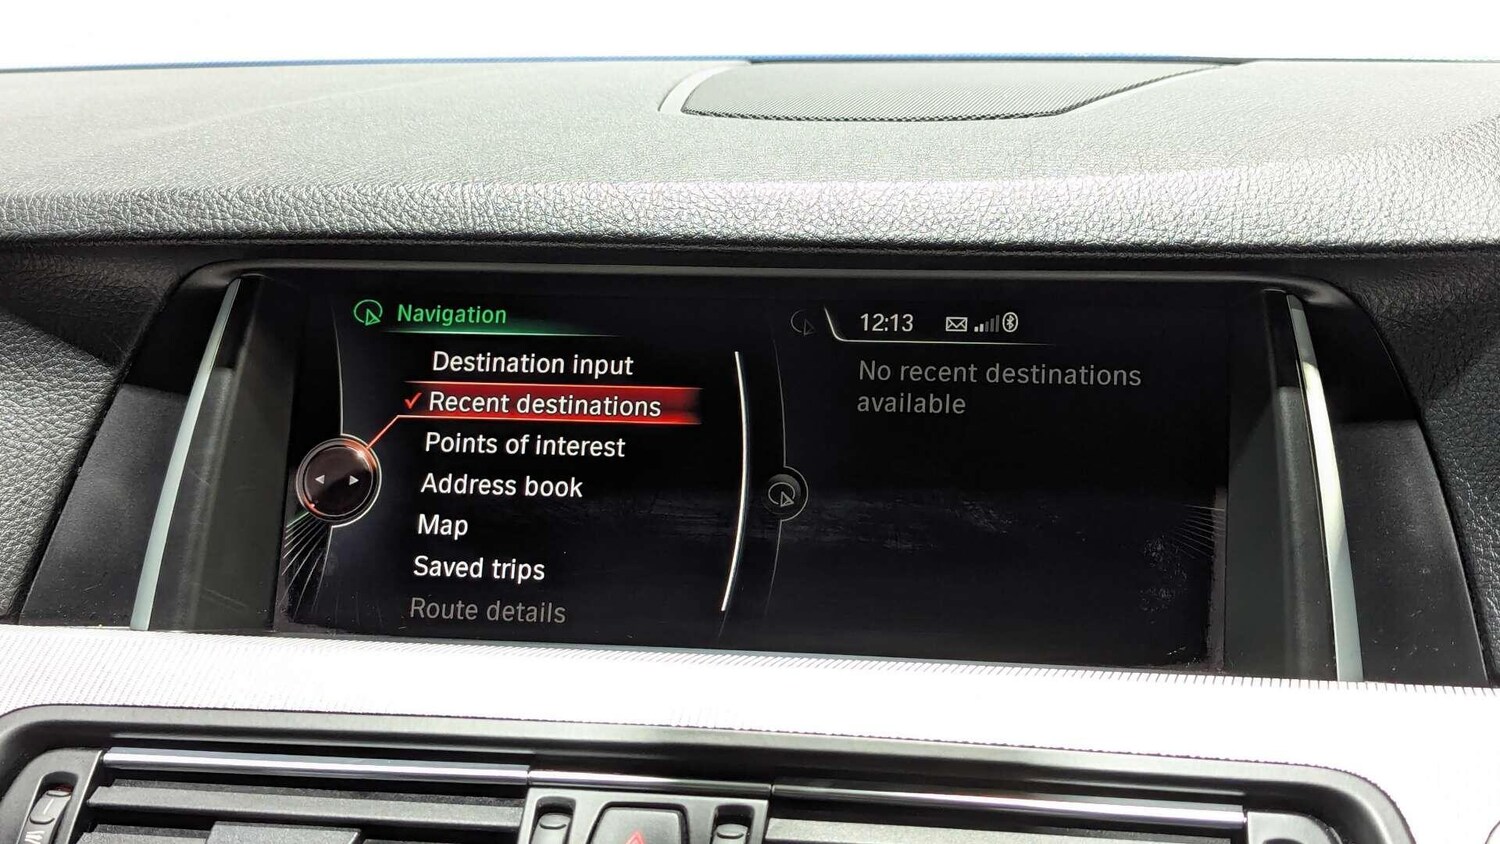 Navigation
Destination input
Recent destinations
Points of interest
Address book
Map
Saved trips
Route details
12:13
No recent destinations
available